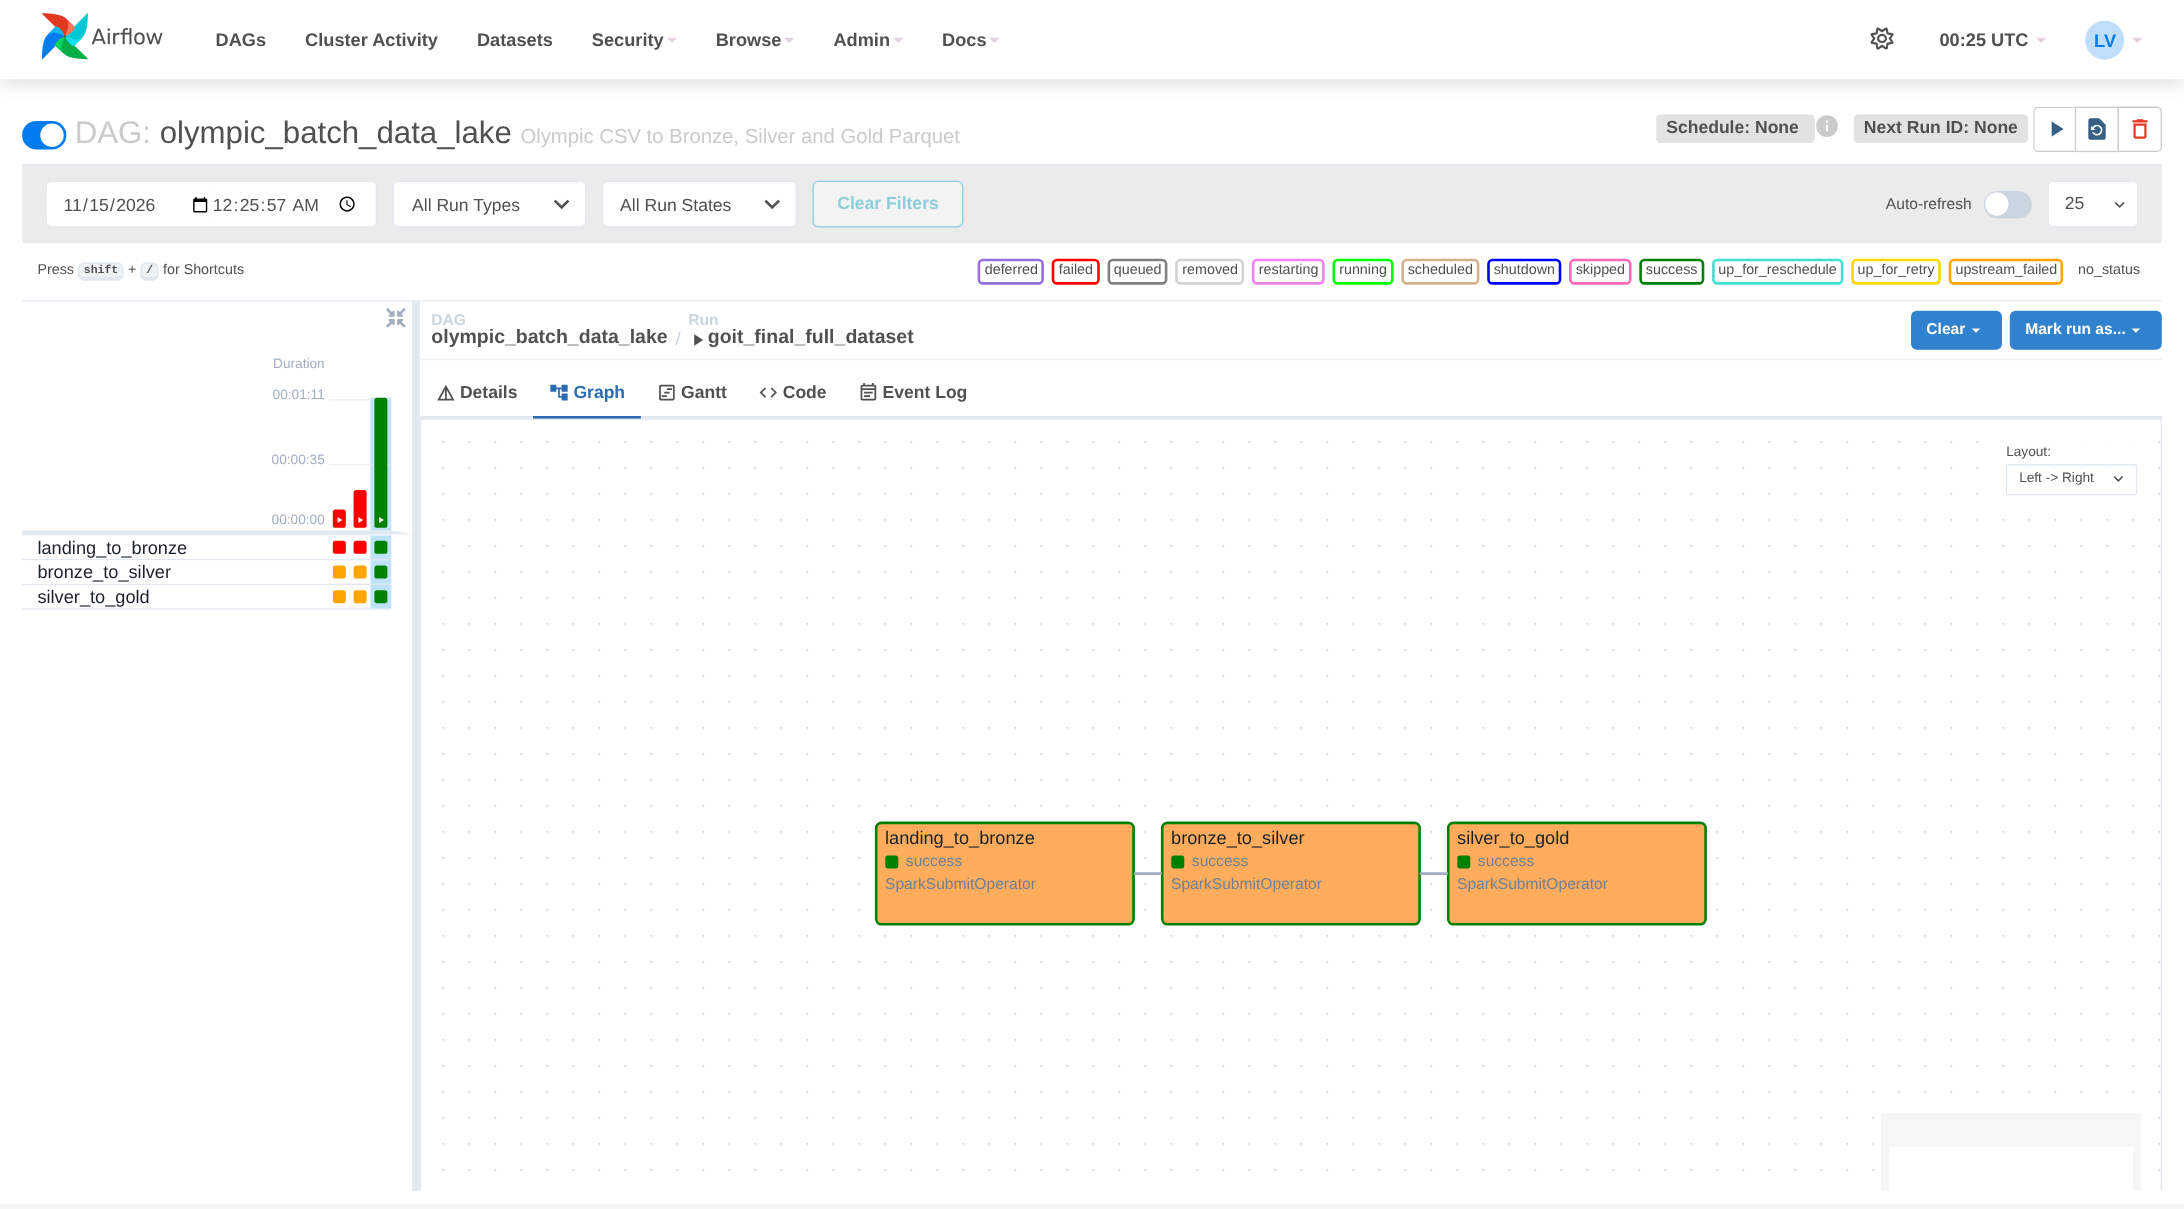 Airflow DAGs Cluster Activity Datasets Security Browse Admin Docs 00:25 UTC LV
DAG: olympic_batch_data_lake Olympic CSV to Bronze, Silver and Gold Parquet Schedule: None Next Run ID: None
11/15/2026 12:25:57 AM All Run Types All Run States Clear Filters Auto-refresh 25
Press shift + / for Shortcuts deferred failed queued removed restarting running scheduled shutdown skipped success up_for_reschedule up_for_retry upstream_failed no_status
DAG Run
olympic_batch_data_lake / goit_final_full_dataset Clear Mark run as...
Details Graph Gantt Code Event Log
Duration
00:01:11
00:00:35
00:00:00
landing_to_bronze
bronze_to_silver
silver_to_gold
Layout:
Left -> Right
landing_to_bronze
success
SparkSubmitOperator
bronze_to_silver
success
SparkSubmitOperator
silver_to_gold
success
SparkSubmitOperator